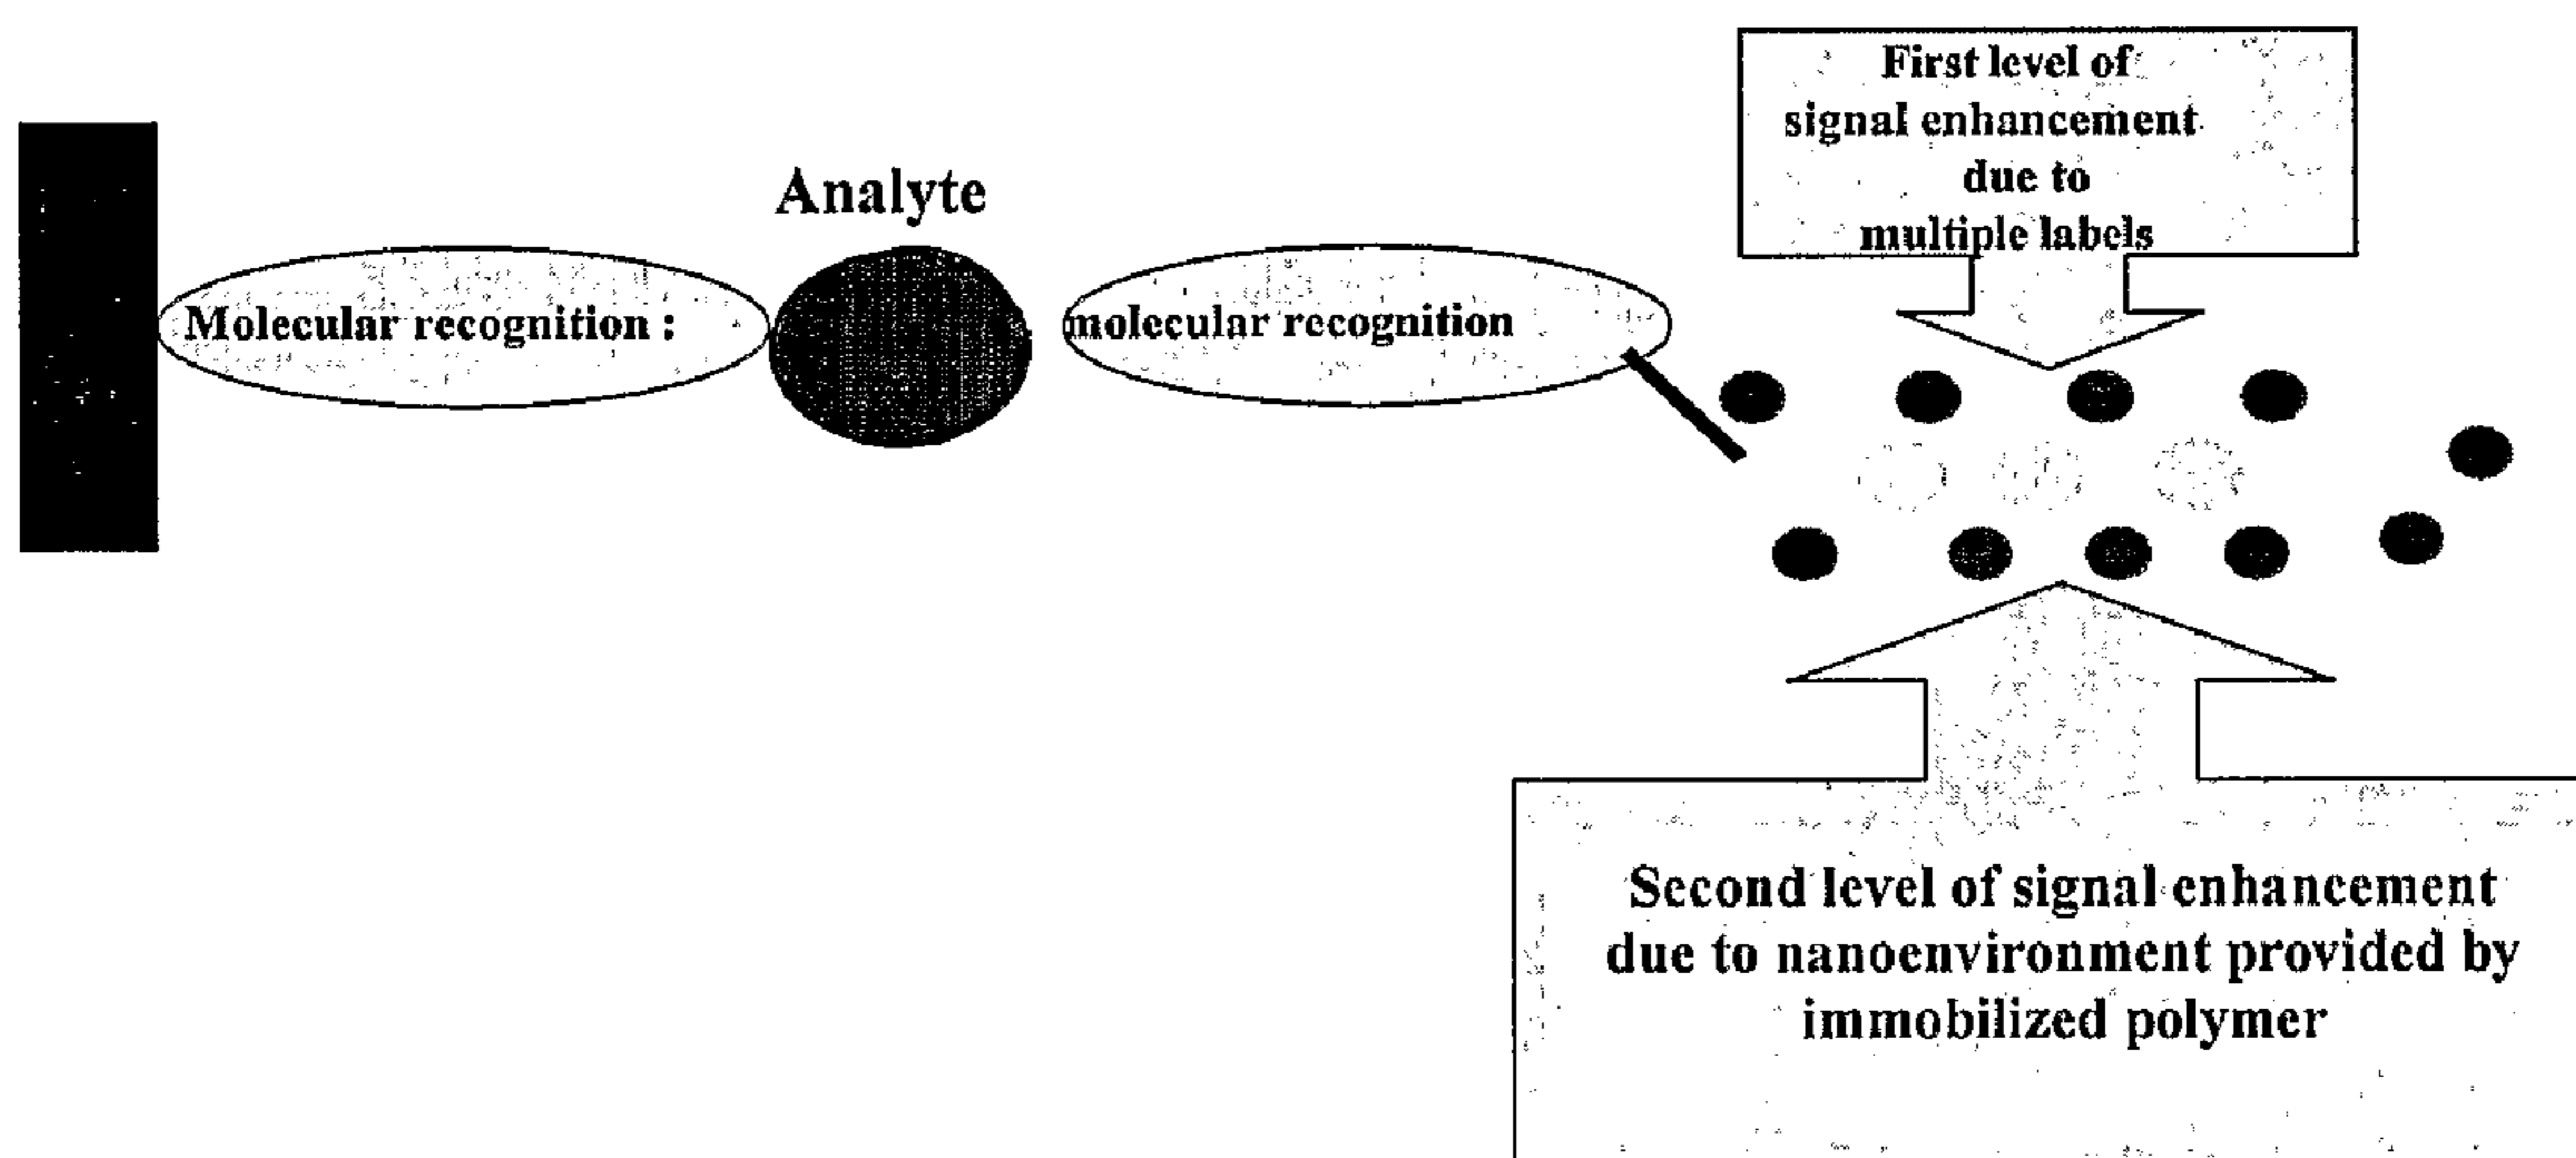 First level of
signal enhancement
due to
multiple labels
Analyte
Molecular recognition :
molecular recognition
Second level of signal enhancement
due to nanoenvironment provided by
immobilized polymer